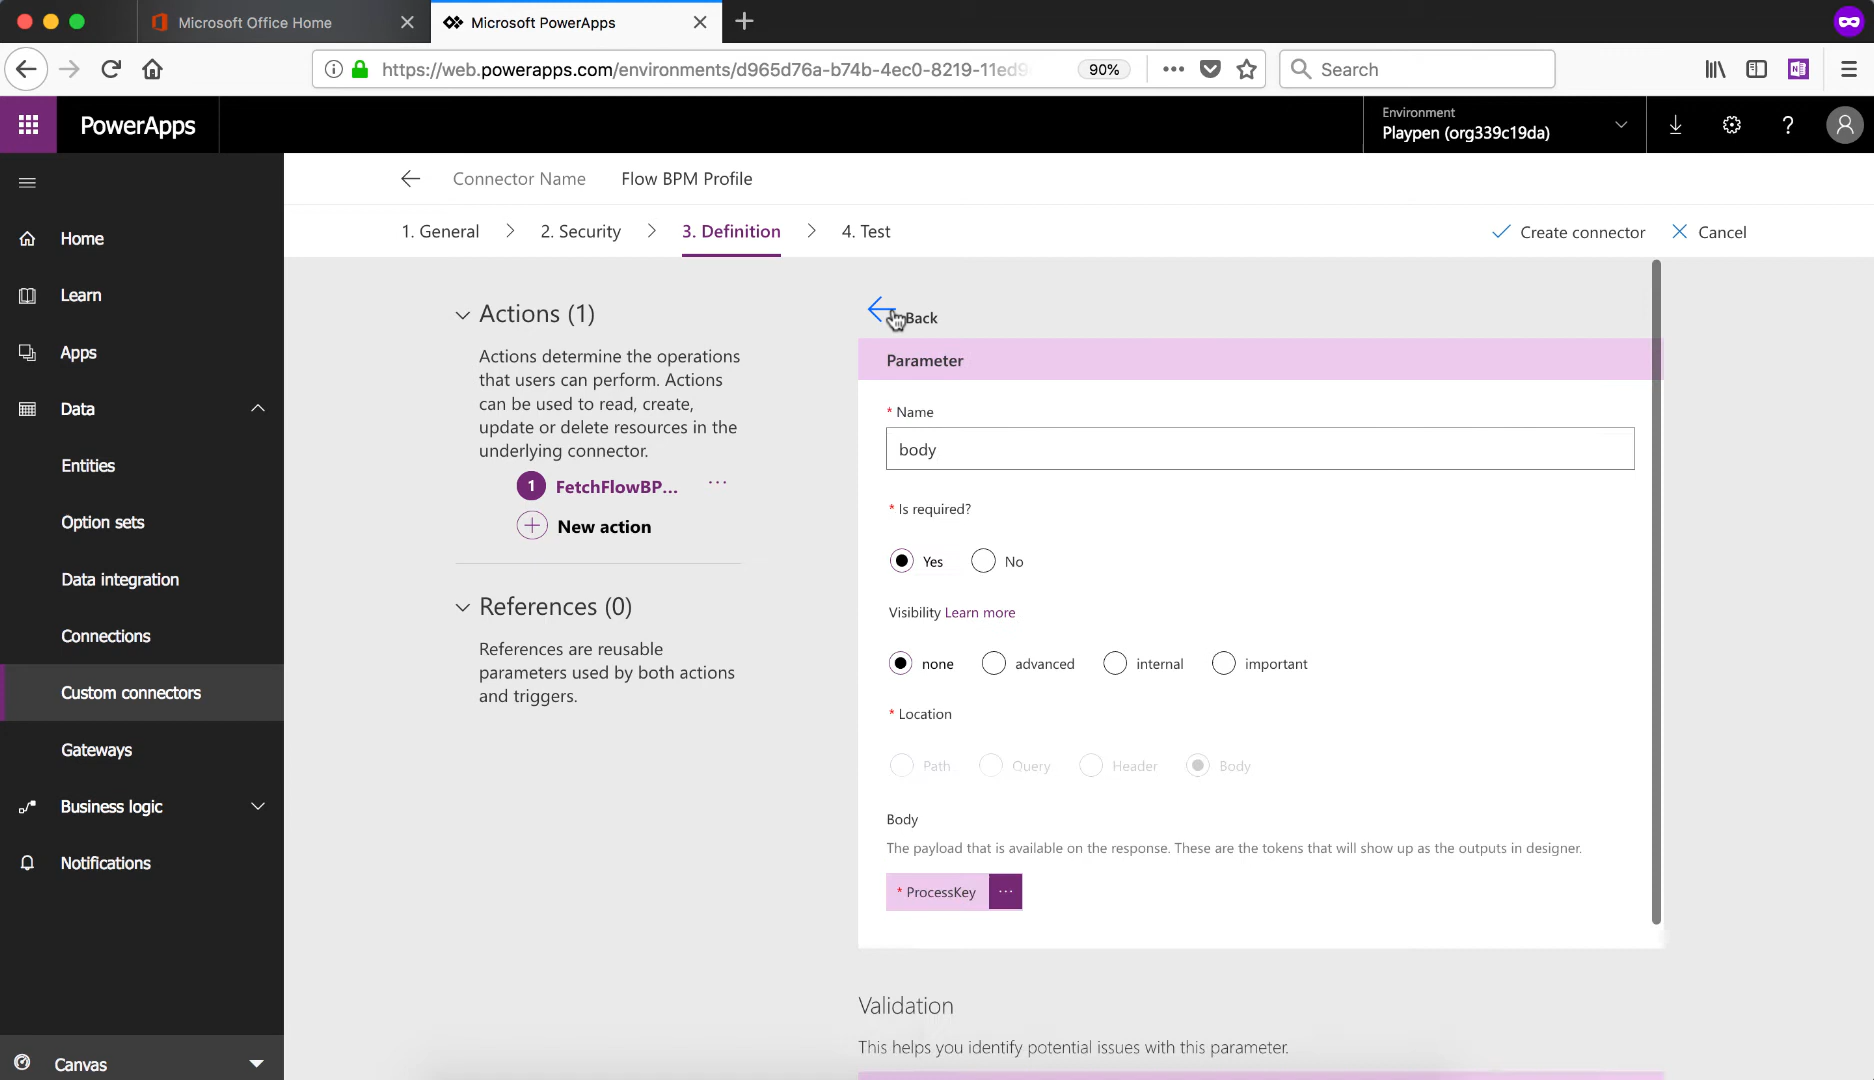 Microsoft Office Home
Microsoft PowerApps
https://web.powerapps.com/environments/d965d76a-b74b-4ec0-8219-11ed9
90%
Search
PowerApps
Environment
Playpen (org339c19da)
Connector Name
Flow BPM Profile
1. General
2. Security
3. Definition
4. Test
Create connector
Cancel
Home
Learn
Apps
Data
Entities
Option sets
Data integration
Connections
Custom connectors
Gateways
Business logic
Notifications
Canvas
Actions (1)
Actions determine the operations
that users can perform. Actions
can be used to read, create,
update or delete resources in the
underlying connector.
1 FetchFlowBP...
New action
References (0)
References are reusable
parameters used by both actions
and triggers.
Back
Parameter
* Name
body
* Is required?
Yes No
Visibility Learn more
none advanced internal important
* Location
Path Query Header Body
Body
The payload that is available on the response. These are the tokens that will show up as the outputs in designer.
* ProcessKey ...
Validation
This helps you identify potential issues with this parameter.